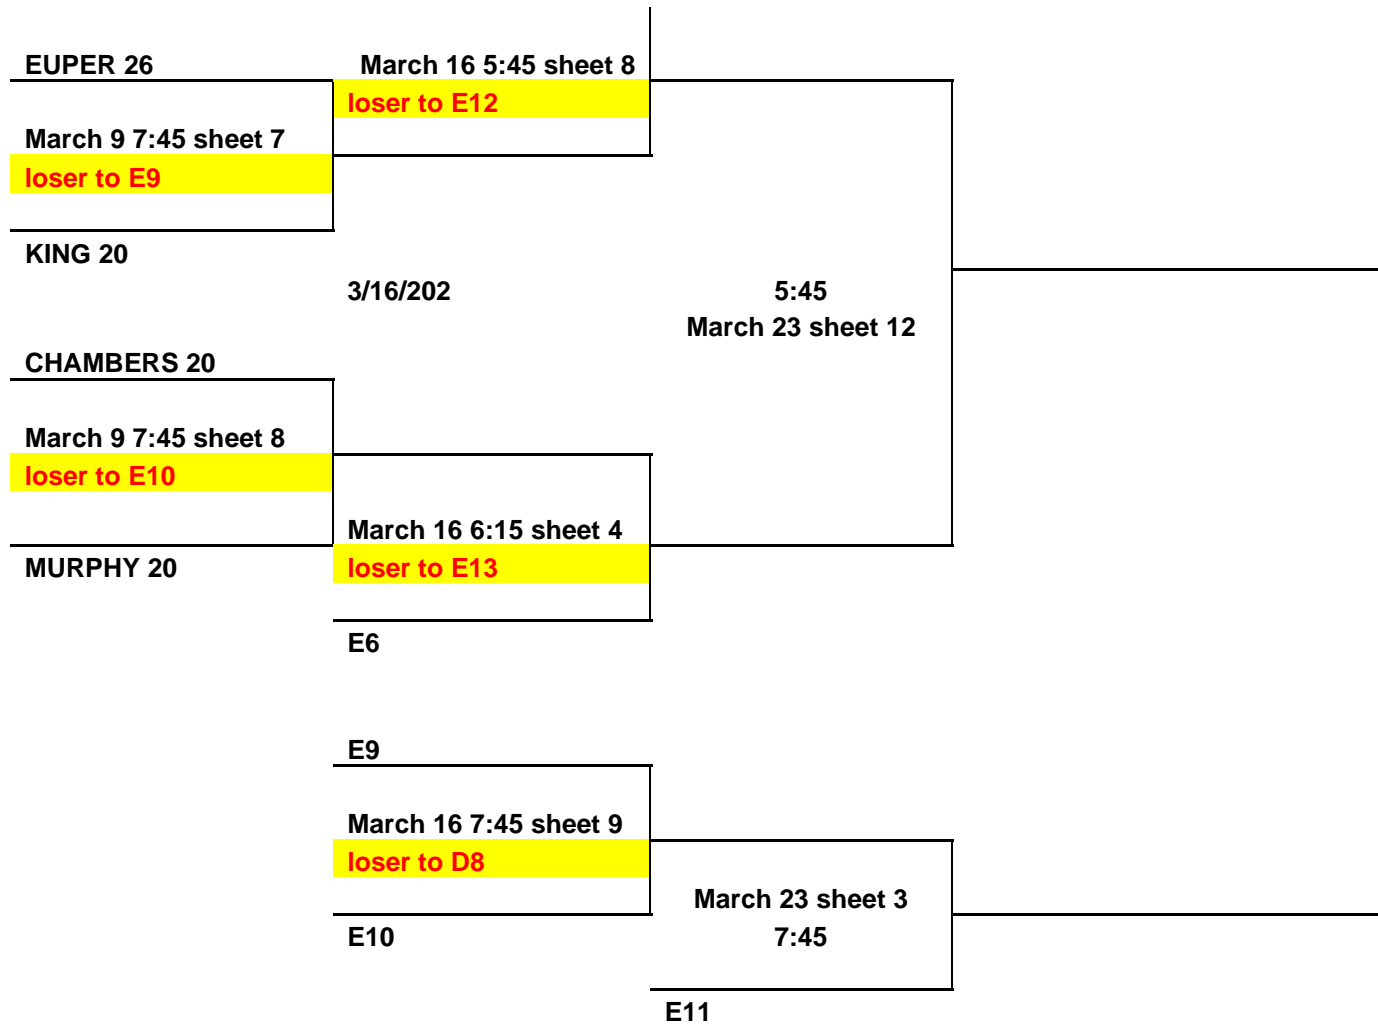 EUPER 26
March 16 5:45 sheet 8
loser to E12
March 9 7:45 sheet 7
loser to E9
KING 20
3/16/202
5:45
March 23 sheet 12
CHAMBERS 20
March 9 7:45 sheet 8
loser to E10
March 16 6:15 sheet 4
MURPHY 20
loser to E13
E6
E9
March 16 7:45 sheet 9
loser to D8
March 23 sheet 3
E10
7:45
E11